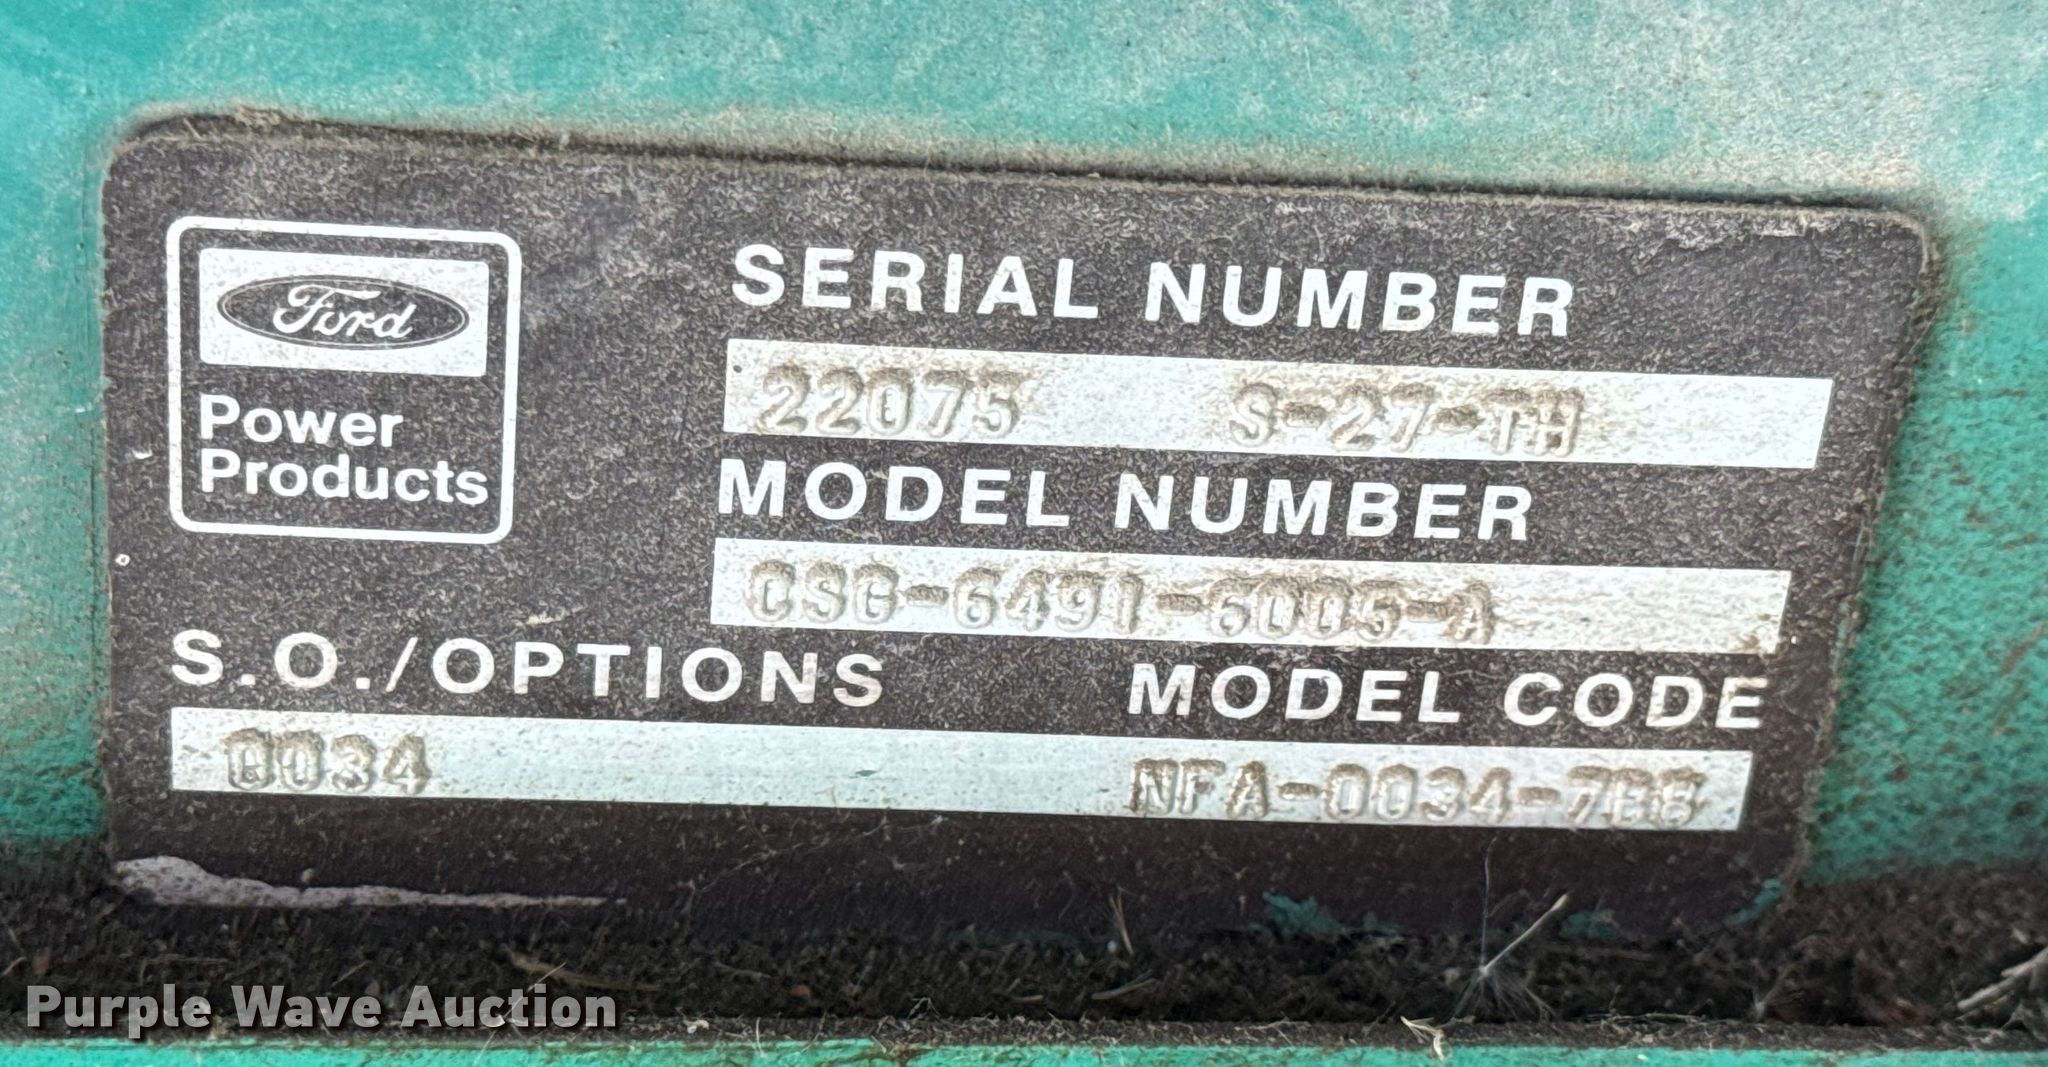 Ford
Power
Products
SERIAL NUMBER
22075 S-27-TH
MODEL NUMBER
CSG-6491-6005-A
S.O./OPTIONS MODEL CODE
0034 NFA-0034-7BB
Purple Wave Auction